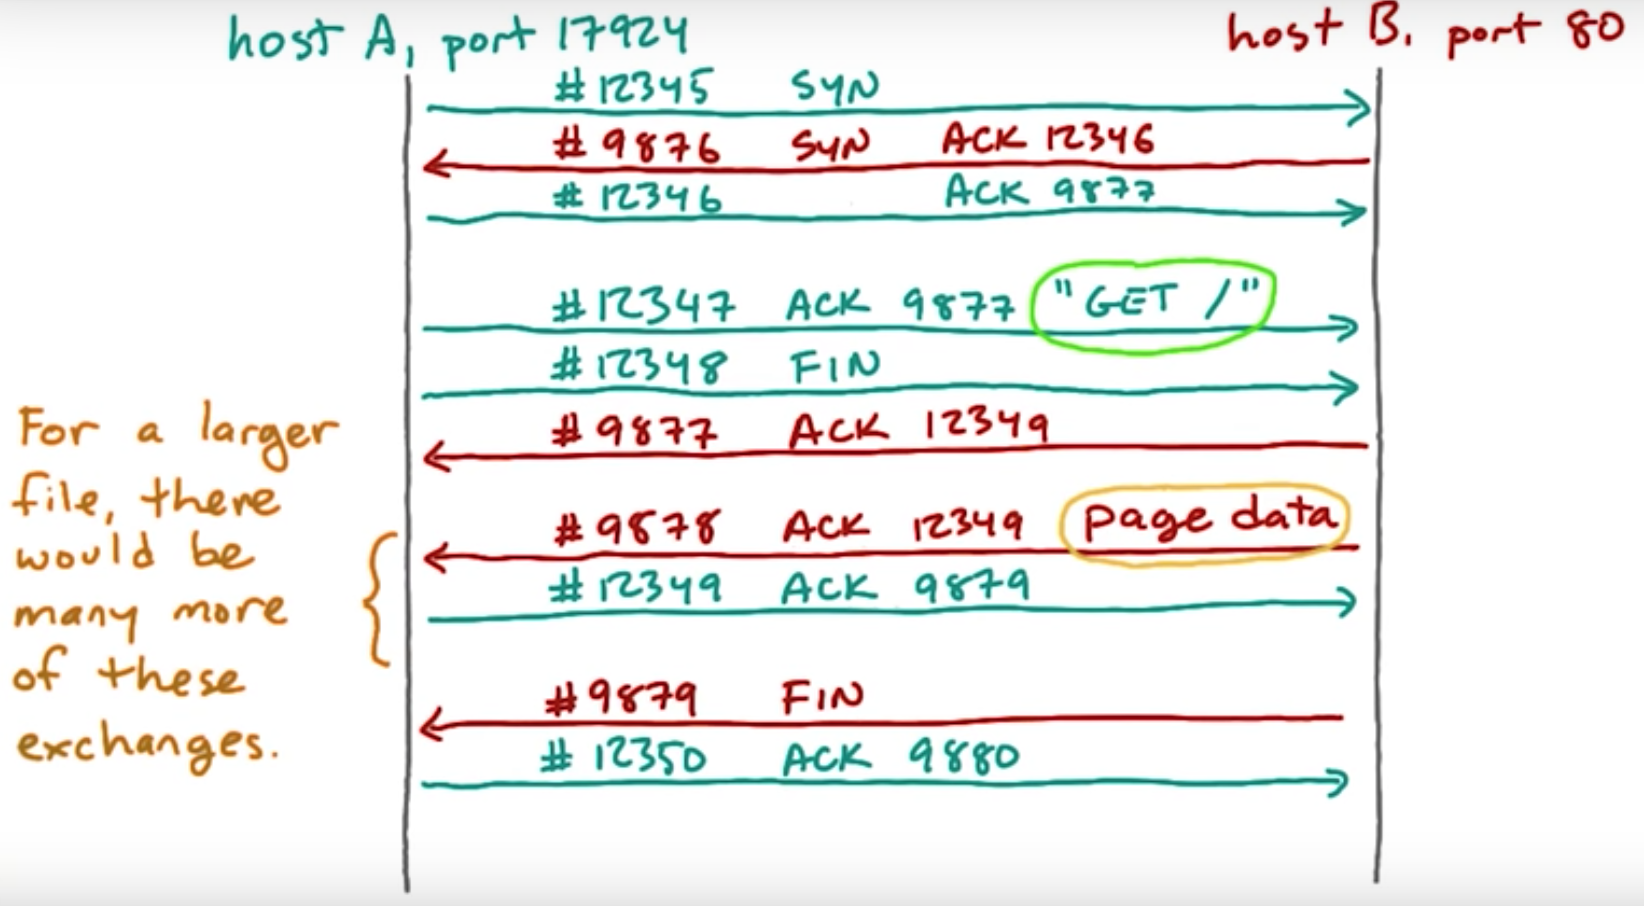 host A, port 17924
host B, port 80
# 12345 SYN
# 9876 SYN ACK 12346
# 12346 ACK 9877
# 12347 ACK 9877 "GET /"
# 12348 FIN
# 9877 ACK 12349
# 9878 ACK 12349 page data
# 12349 ACK 9879
# 9879 FIN
# 12350 ACK 9880
For a larger
file, there
would be
many more
of these
exchanges.